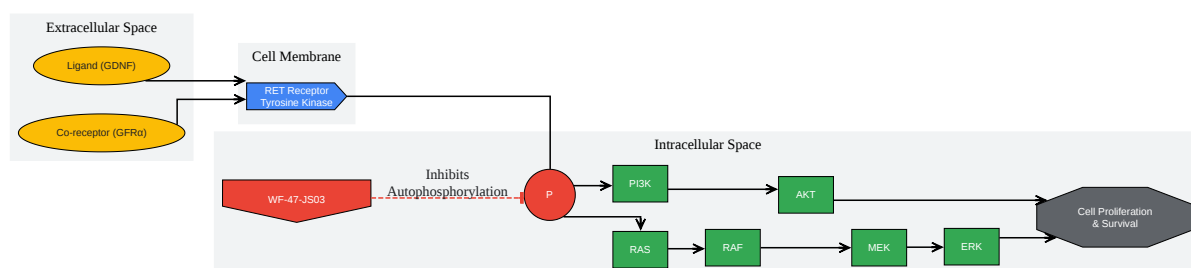 Extracellular Space
Ligand (GDNF)
Co-receptor (GFRα)
Cell Membrane
RET Receptor
Tyrosine Kinase
Intracellular Space
WF-47-JS03
Inhibits
Autophosphorylation
P
PI3K
AKT
RAS
RAF
MEK
ERK
Cell Proliferation
& Survival